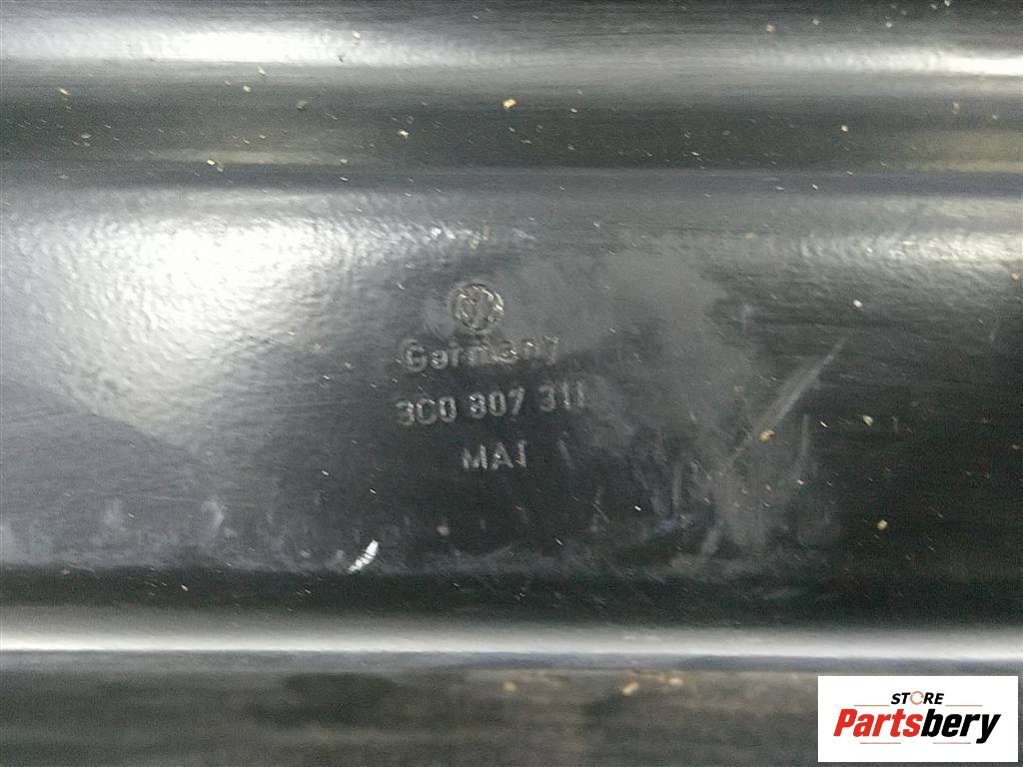 Germany
3C0 807 311
MAI
STORE
Partsbery